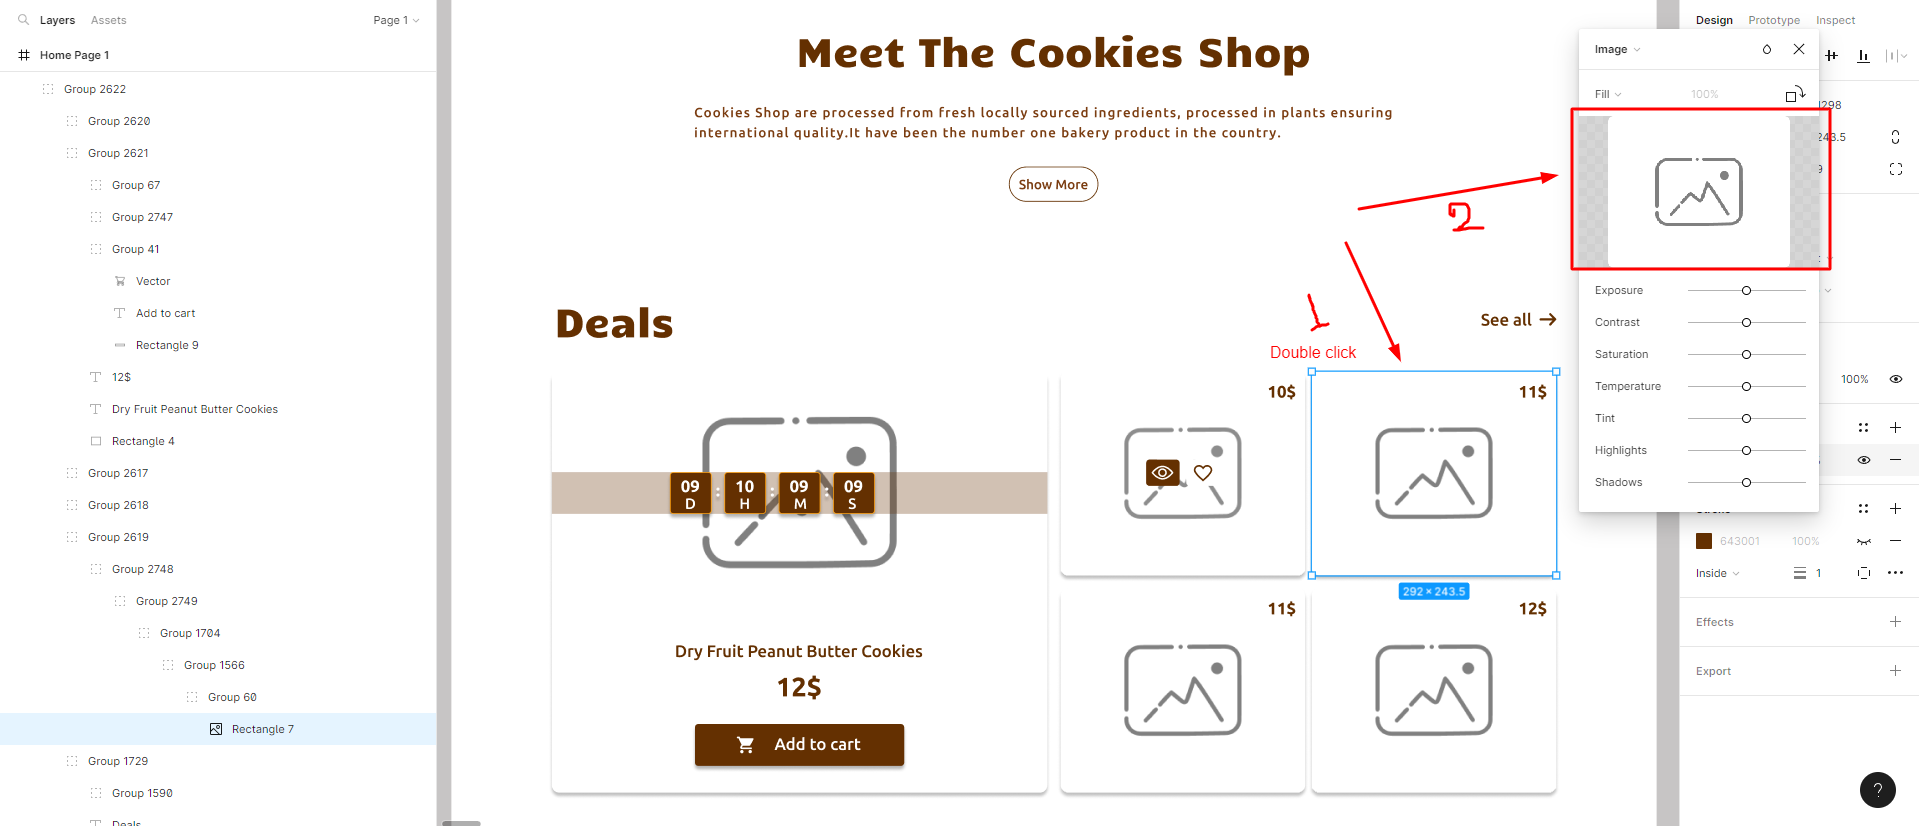 Layers
Assets
Page 1
Home Page 1
Group 2622
Group 2620
Group 2621
Group 67
Group 2747
Group 41
Vector
Add to cart
Rectangle 9
12$
Dry Fruit Peanut Butter Cookies
Rectangle 4
Group 2617
Group 2618
Group 2619
Group 2748
Group 2749
Group 1704
Group 1566
Group 60
Rectangle 7
Group 1729
Group 1590
Deals
Meet The Cookies Shop
Cookies Shop are processed from fresh locally sourced ingredients, processed in plants ensuring
international quality.It have been the number one bakery product in the country.
Show More
2
1
Double click
Deals
See all
09
D
:
10
H
:
09
M
:
09
S
Dry Fruit Peanut Butter Cookies
12$
Add to cart
10$
11$
292 × 243.5
11$
12$
Design
Prototype
Inspect
Image
Fill
100%
1298
243.5
9
Exposure
Contrast
Saturation
Temperature
Tint
Highlights
Shadows
100%
Stroke
643001
100%
Inside
1
Effects
Export
?